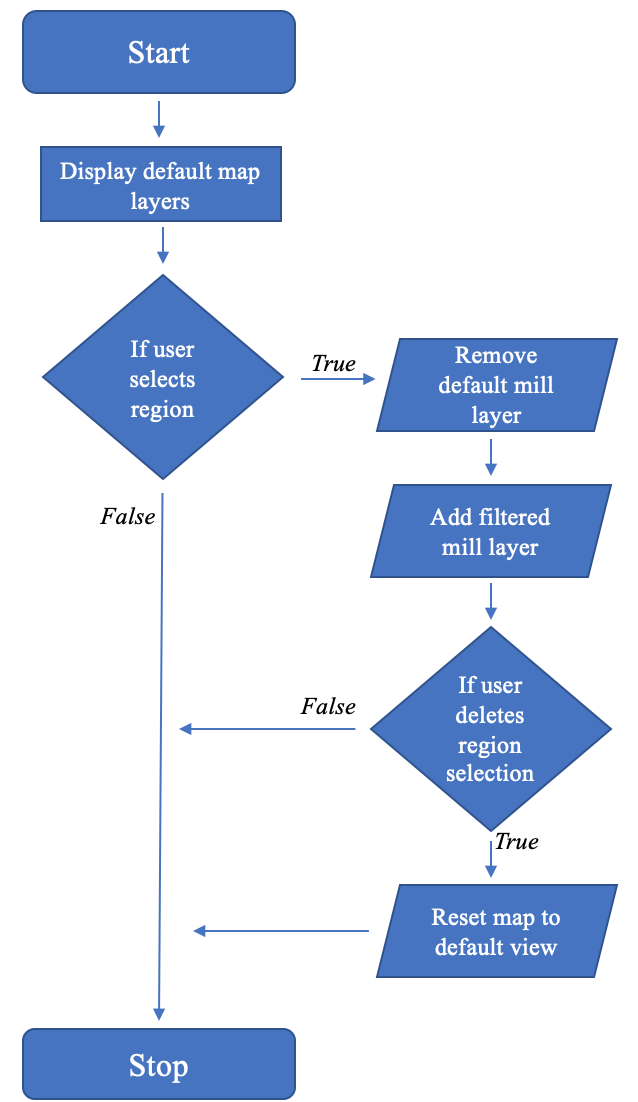 Start
Display default map
layers
If user
selects
region
True
Remove
default mill
layer
False
Add filtered
mill layer
If user
deletes
region
selection
False
True
Reset map to
default view
Stop